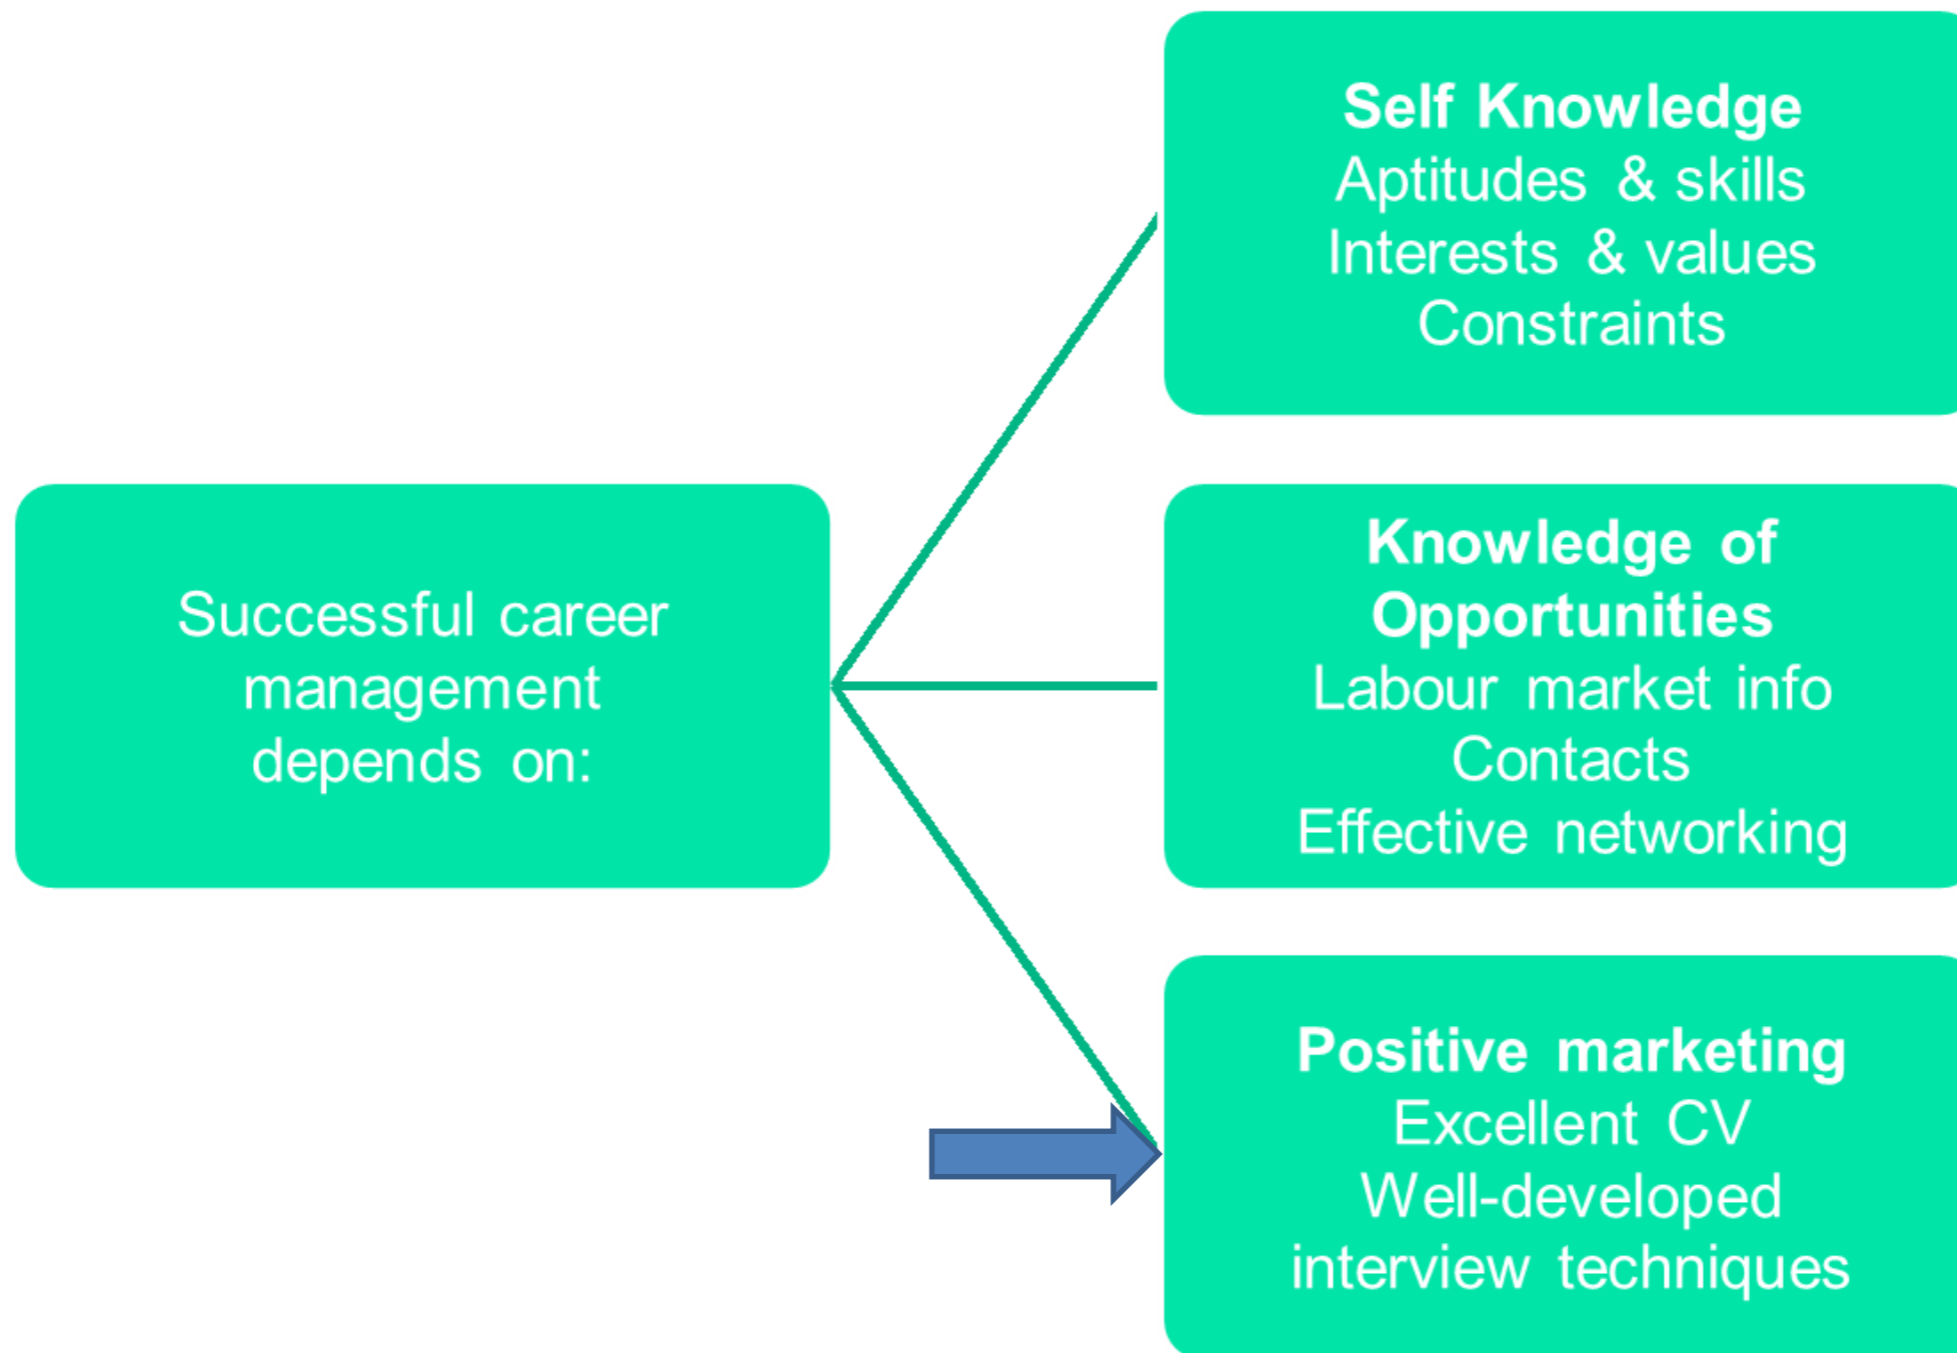 Successful career
management
depends on:
Self Knowledge
Aptitudes & skills
Interests & values
Constraints
Knowledge of
Opportunities
Labour market info
Contacts
Effective networking
Positive marketing
Excellent CV
Well-developed
interview techniques